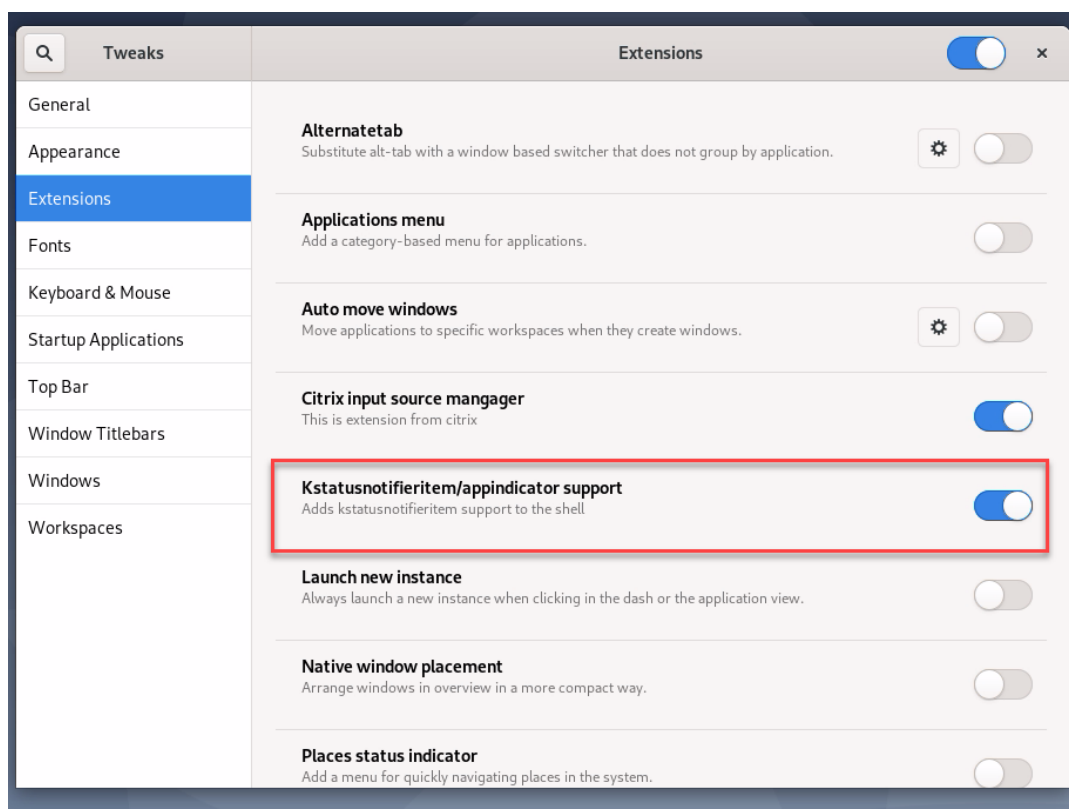 Tweaks
Extensions
General
Appearance
Extensions
Fonts
Keyboard & Mouse
Startup Applications
Top Bar
Window Titlebars
Windows
Workspaces
Alternatetab
Substitute alt-tab with a window based switcher that does not group by application.
Applications menu
Add a category-based menu for applications.
Auto move windows
Move applications to specific workspaces when they create windows.
Citrix input source mangager
This is extension from citrix
Kstatusnotifieritem/appindicator support
Adds kstatusnotifieritem support to the shell
Launch new instance
Always launch a new instance when clicking in the dash or the application view.
Native window placement
Arrange windows in overview in a more compact way.
Places status indicator
Add a menu for quickly navigating places in the system.